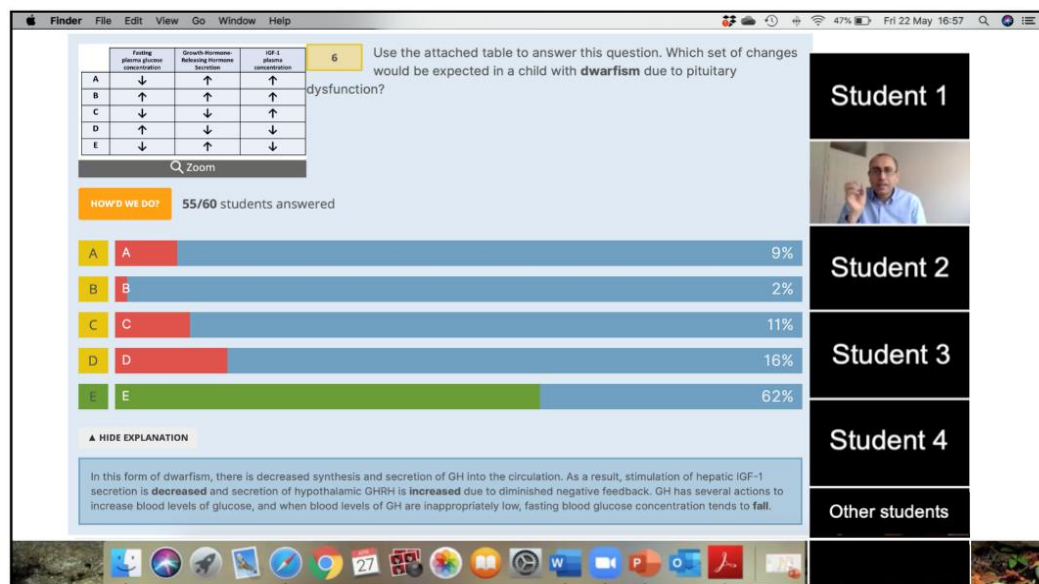 Finder File Edit View Go Window Help
47% Fri 22 May 16:57
Fasting plasma glucose concentration
Growth-Hormone-Releasing Hormone Secretion
IGF-1 plasma concentration
A ↓ ↑ ↑
B ↑ ↑ ↑
C ↓ ↓ ↑
D ↑ ↓ ↓
E ↓ ↑ ↓
Zoom
6
Use the attached table to answer this question. Which set of changes
would be expected in a child with dwarfism due to pituitary
dysfunction?
HOW'D WE DO?
55/60 students answered
A A 9%
B B 2%
C C 11%
D D 16%
E E 62%
▲ HIDE EXPLANATION
In this form of dwarfism, there is decreased synthesis and secretion of GH into the circulation. As a result, stimulation of hepatic IGF-1
secretion is decreased and secretion of hypothalamic GHRH is increased due to diminished negative feedback. GH has several actions to
increase blood levels of glucose, and when blood levels of GH are inappropriately low, fasting blood glucose concentration tends to fall.
Student 1
Student 2
Student 3
Student 4
Other students
27
W
P